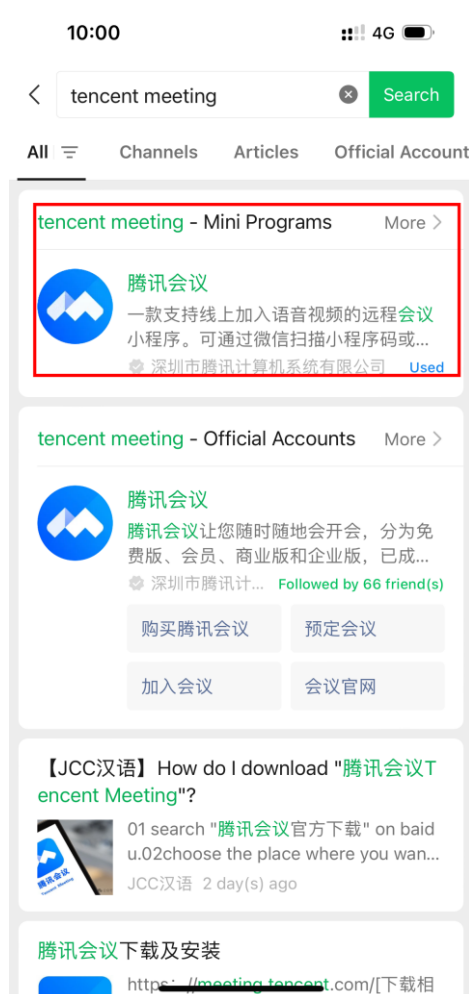 10:00
4G
tencent meeting
Search
All
Channels
Articles
Official Account
tencent meeting - Mini Programs
More
腾讯会议
一款支持线上加入语音视频的远程会议
小程序。可通过微信扫描小程序码或...
深圳市腾讯计算机系统有限公司
Used
tencent meeting - Official Accounts
More
腾讯会议
腾讯会议让您随时随地会开会，分为免
费版、会员、商业版和企业版，已成...
深圳市腾讯计...
Followed by 66 friend(s)
购买腾讯会议
预定会议
加入会议
会议官网
【JCC汉语】How do I download "腾讯会议T
encent Meeting"?
01 search "腾讯会议官方下载" on baid
u.02choose the place where you wan...
JCC汉语 2 day(s) ago
腾讯会议
Tencent Meeting
腾讯会议下载及安装
https://meeting.tencent.com/[下载相